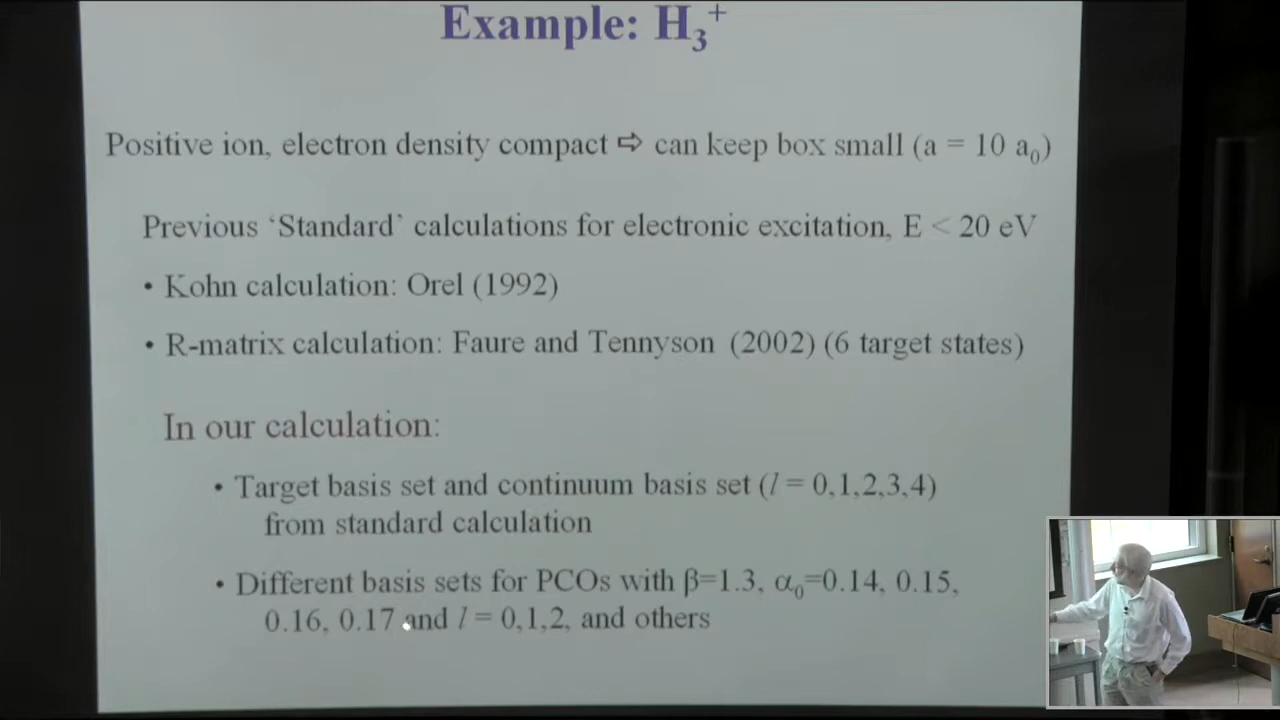 Example: H₃⁺
Positive ion, electron density compact ⇨ can keep box small (a = 10 a₀)
Previous ‘Standard’ calculations for electronic excitation, E < 20 eV
• Kohn calculation: Orel (1992)
• R-matrix calculation: Faure and Tennyson (2002) (6 target states)
In our calculation:
• Target basis set and continuum basis set (l = 0,1,2,3,4)
from standard calculation
• Different basis sets for PCOs with β=1.3, α₀=0.14, 0.15,
0.16, 0.17 and l = 0,1,2, and others